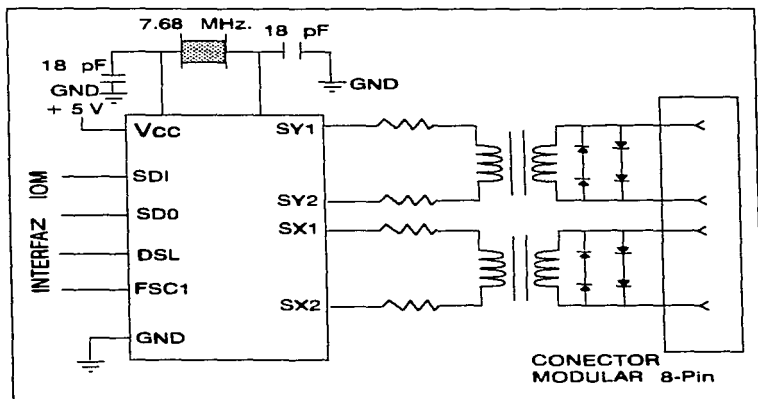 7.68 MHz.
18 pF
18 pF
GND
GND
+ 5 V
Vcc
SY1
SDI
INTERFAZ IOM
SD0
SY2
SX1
DSL
FSC1
SX2
GND
CONECTOR
MODULAR 8-Pin